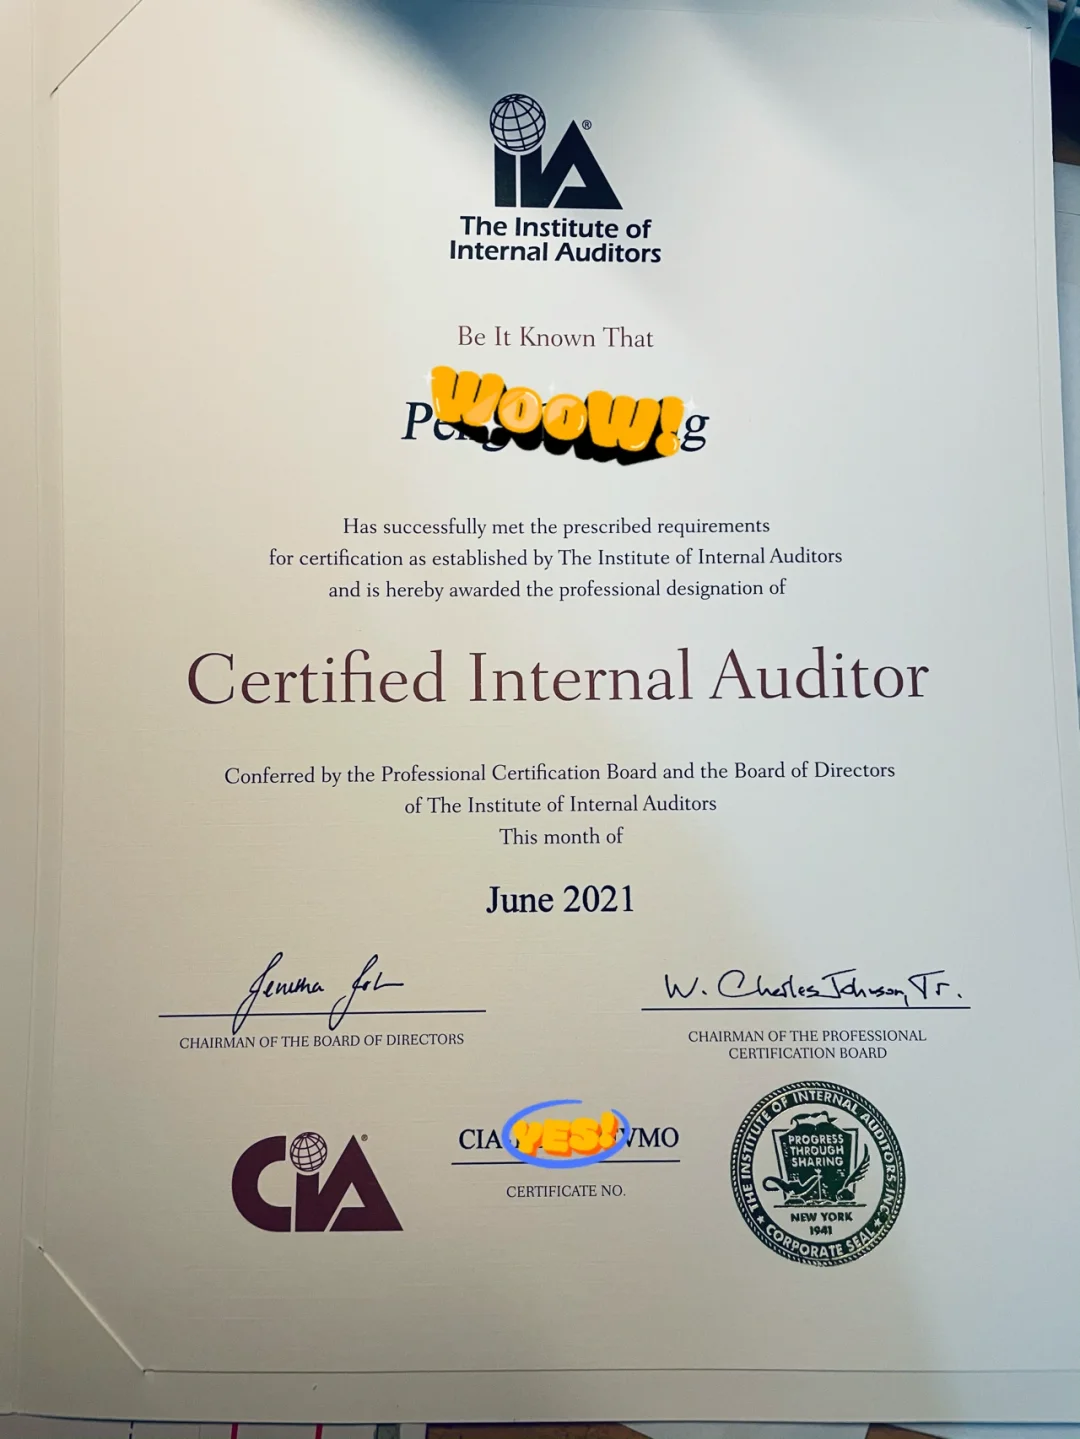 IIA®
The Institute of
Internal Auditors
Be It Known That
WOOW!
g
Has successfully met the prescribed requirements
for certification as established by The Institute of Internal Auditors
and is hereby awarded the professional designation of
Certified Internal Auditor
Conferred by the Professional Certification Board and the Board of Directors
of The Institute of Internal Auditors
This month of
June 2021
W. Charles Johnson, Jr.
CHAIRMAN OF THE BOARD OF DIRECTORS
CHAIRMAN OF THE PROFESSIONAL
CERTIFICATION BOARD
CIA YES! VMO
CERTIFICATE NO.
CIA®
THE INSTITUTE OF INTERNAL AUDITORS, INC.
PROGRESS
THROUGH
SHARING
NEW YORK
1941
CORPORATE SEAL